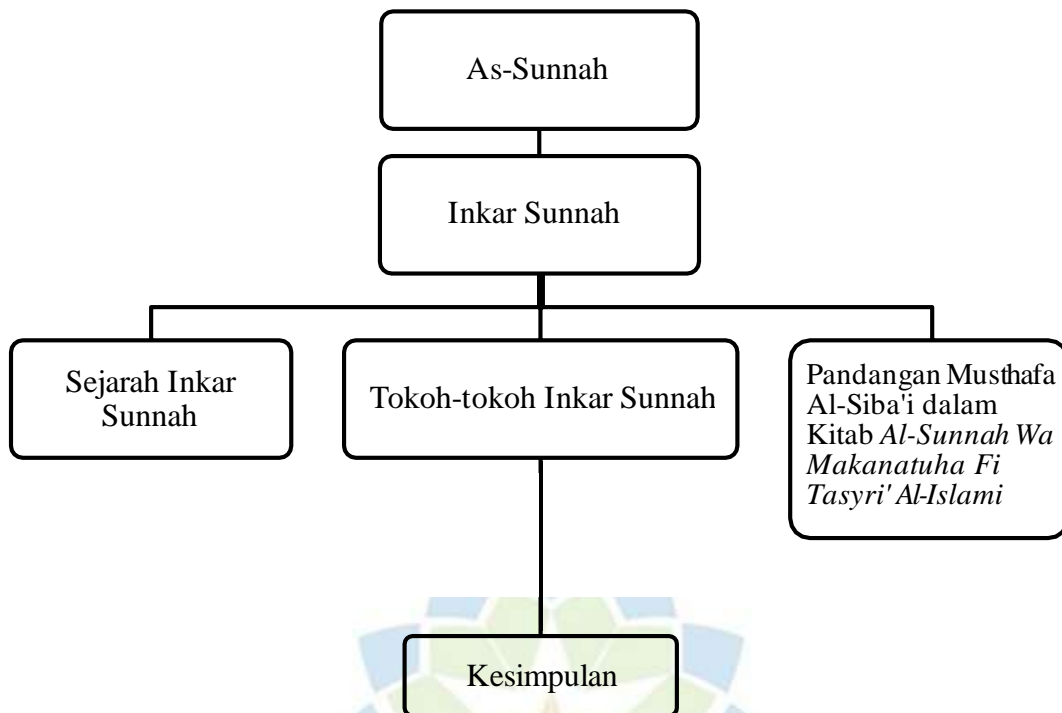 As-Sunnah
Inkar Sunnah
Sejarah Inkar
Sunnah
Tokoh-tokoh Inkar Sunnah
Pandangan Musthafa
Al-Siba'i dalam
Kitab Al-Sunnah Wa
Makanatuha Fi
Tasyri' Al-Islami
Kesimpulan